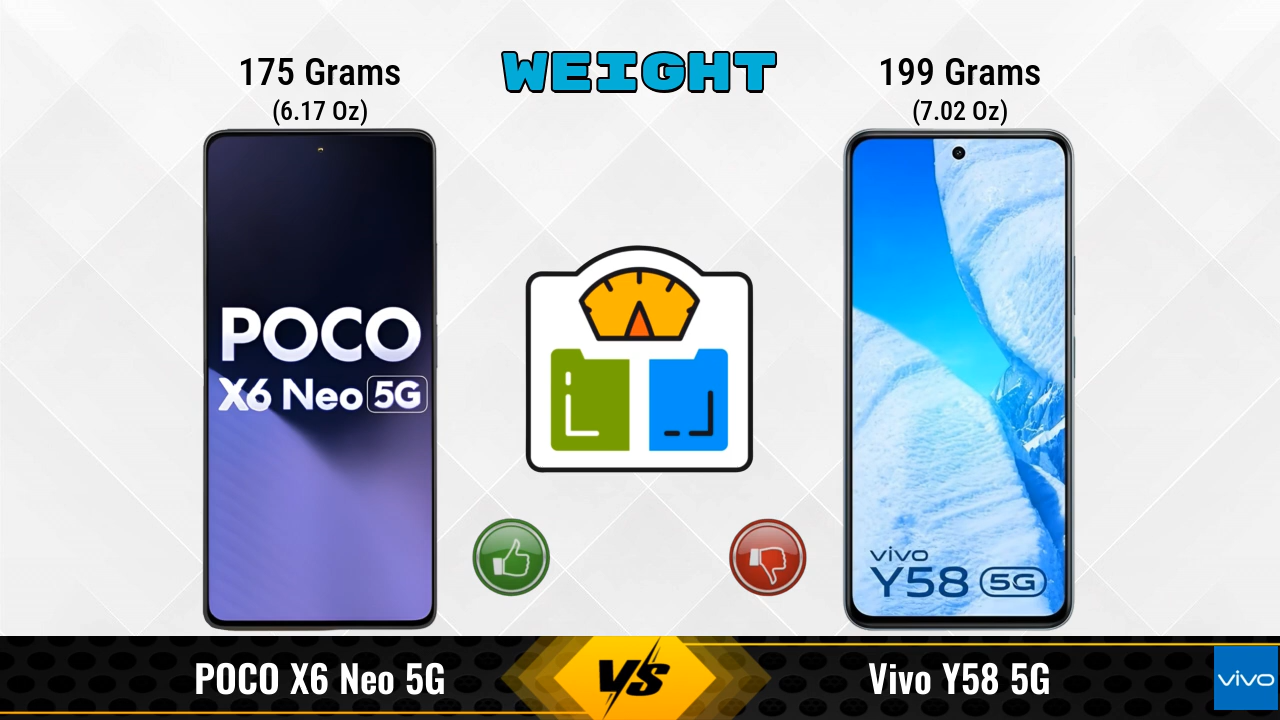 WEIGHT
175 Grams
(6.17 Oz)
199 Grams
(7.02 Oz)
POCO
X6 Neo 5G
vivo
Y58 5G
POCO X6 Neo 5G
VS
Vivo Y58 5G
vivo